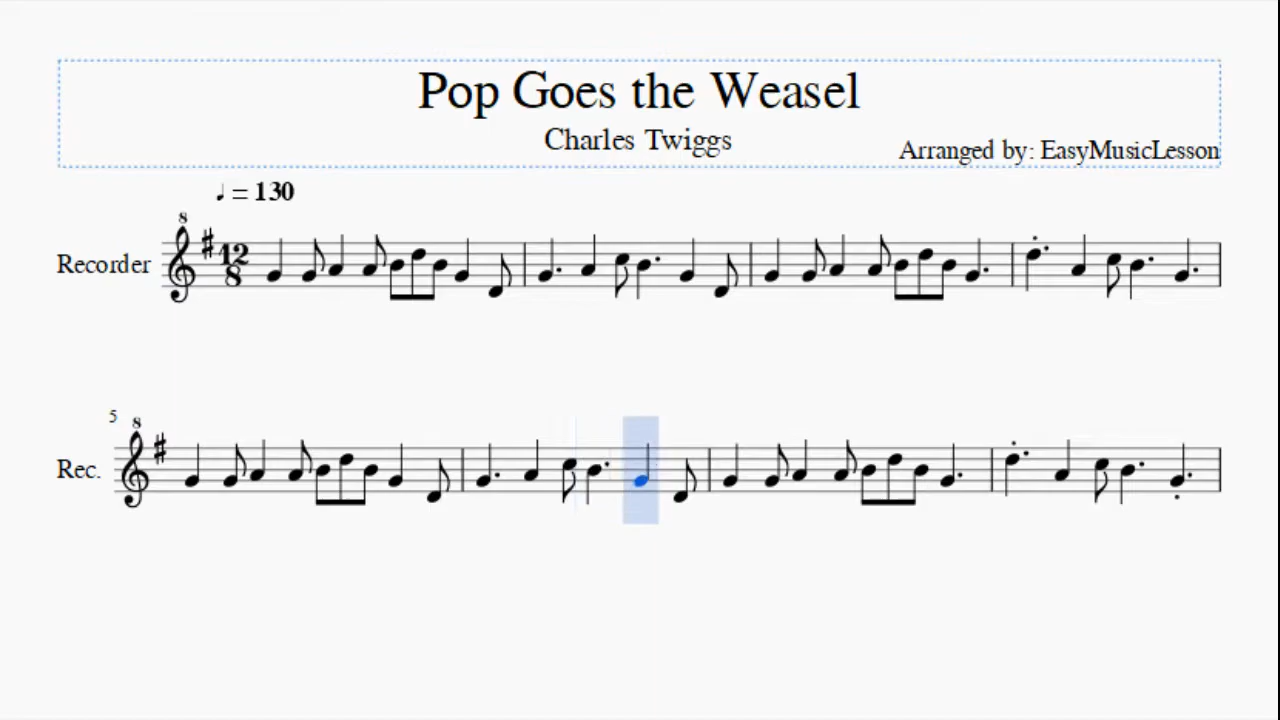 Pop Goes the Weasel
Charles Twiggs
Arranged by: EasyMusicLesson
♩ = 130
8
Recorder
12
8
5
8
Rec.